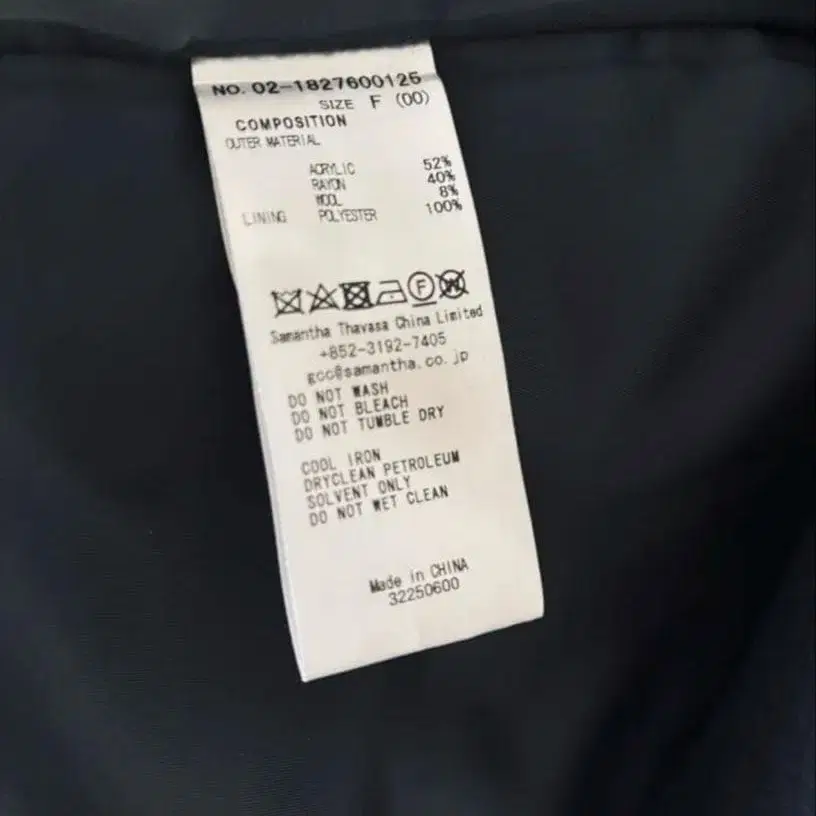 NO. 02-1827600125
SIZE F (00)
COMPOSITION
OUTER MATERIAL
ACRYLIC 52%
RAYON 40%
WOOL 8%
LINING POLYESTER 100%
F W
Samantha Thavasa China Limited
+852-3192-7405
gcc@samantha.co.jp
DO NOT WASH
DO NOT BLEACH
DO NOT TUMBLE DRY
COOL IRON
DRYCLEAN PETROLEUM
SOLVENT ONLY
DO NOT WET CLEAN
Made in CHINA
32250600